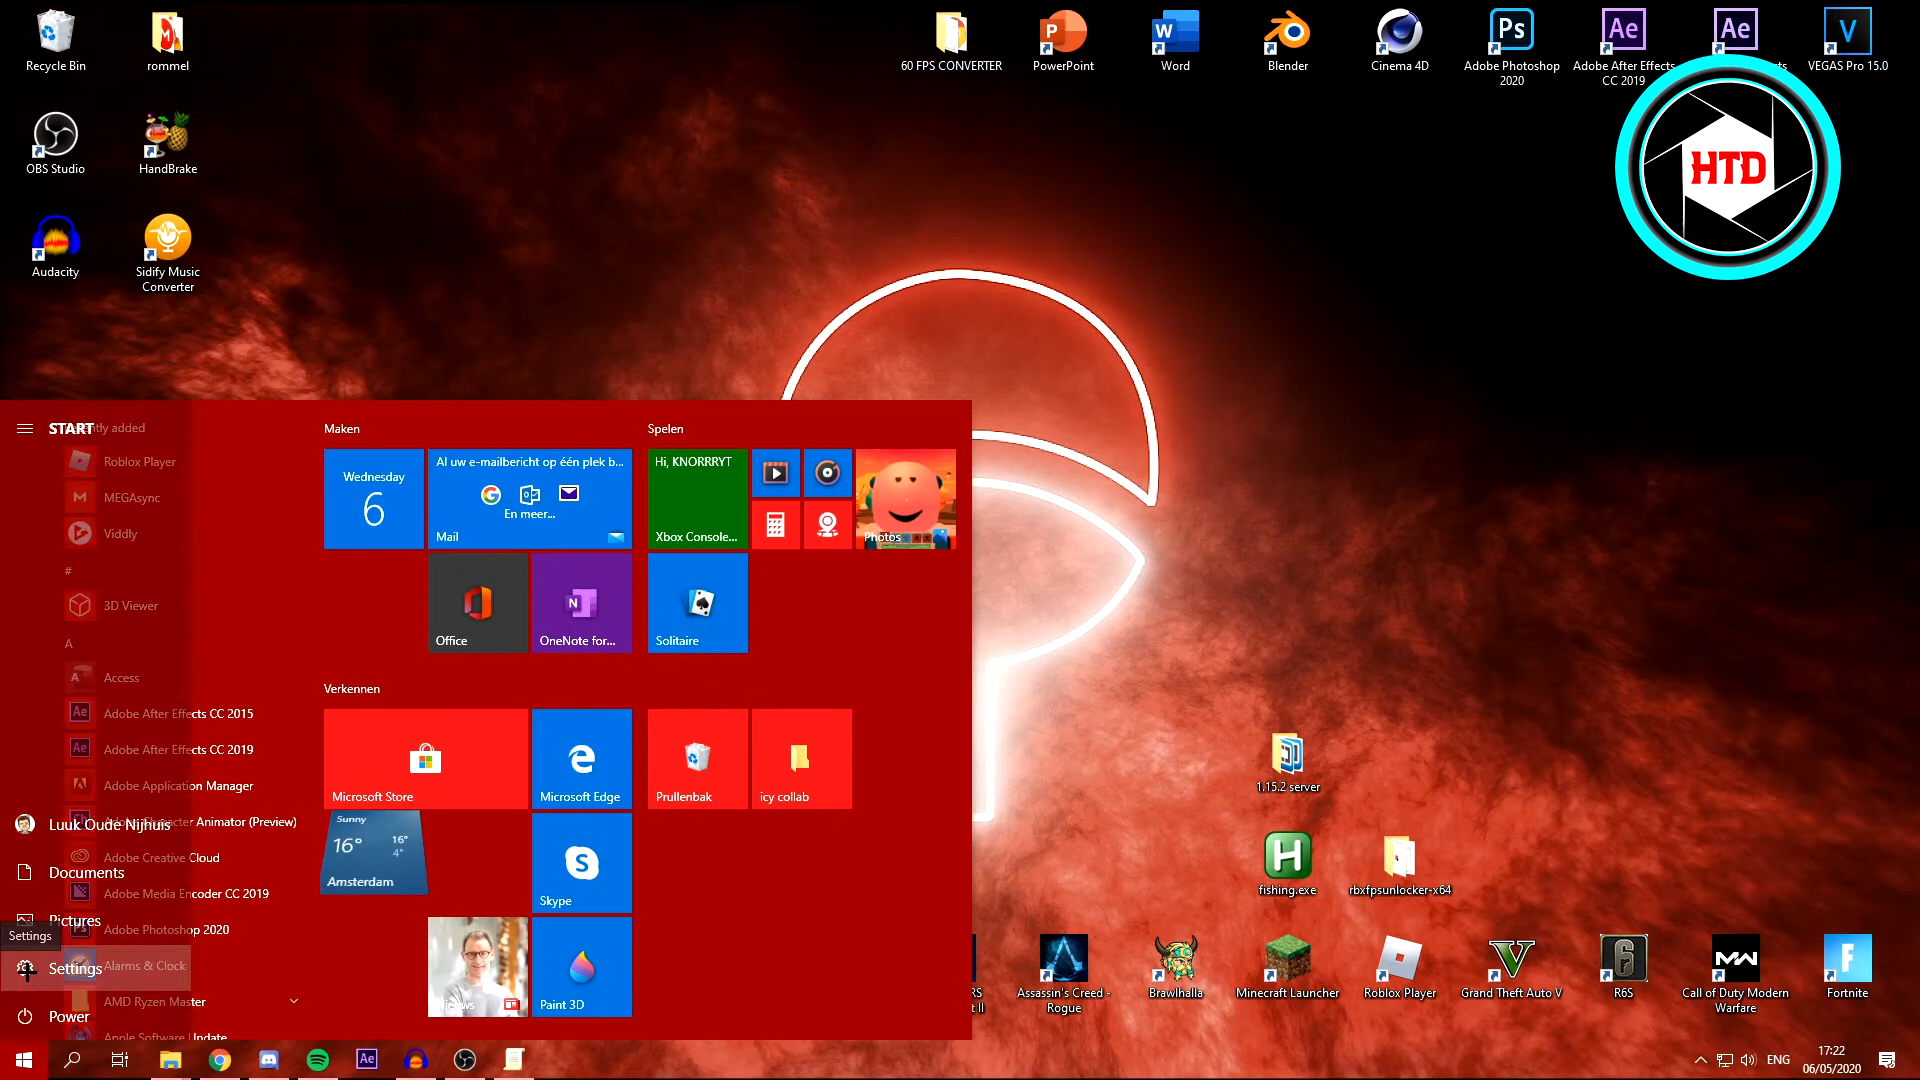 Recycle Bin
rommel
60 FPS CONVERTER
PowerPoint
Word
Blender
Cinema 4D
Adobe Photoshop
2020
Adobe After Effects
CC 2019
VEGAS Pro 15.0
HTD
OBS Studio
HandBrake
Audacity
Sidify Music
Converter
START
Roblox Player
MEGAsync
Viddly
#
3D Viewer
A
Access
Adobe After Effects CC 2015
Adobe After Effects CC 2019
Adobe Application Manager
Animator (Preview)
Luuk Oude Nijhuis
Adobe Creative Cloud
Documents
Adobe Media Encoder CC 2019
Pictures
Adobe Photoshop 2020
Settings
Settings
Alarms & Clock
AMD Ryzen Master
Power
Apple Software Update
Maken
Wednesday
6
Al uw e-mailbericht op één plek b...
En meer...
Mail
Office
OneNote for...
Spelen
Hi, KNORRRYT
Xbox Console...
Photos
Solitaire
Verkennen
Microsoft Store
Microsoft Edge
Prullenbak
icy collab
Sunny
16°
16°
4°
Amsterdam
Skype
Paint 3D
1.15.2 server
fishing.exe
rbxfpsunlocker-x64
Assassin's Creed -
Rogue
Brawlhalla
Minecraft Launcher
Roblox Player
Grand Theft Auto V
R6S
Call of Duty Modern
Warfare
Fortnite
ENG
17:22
06/05/2020